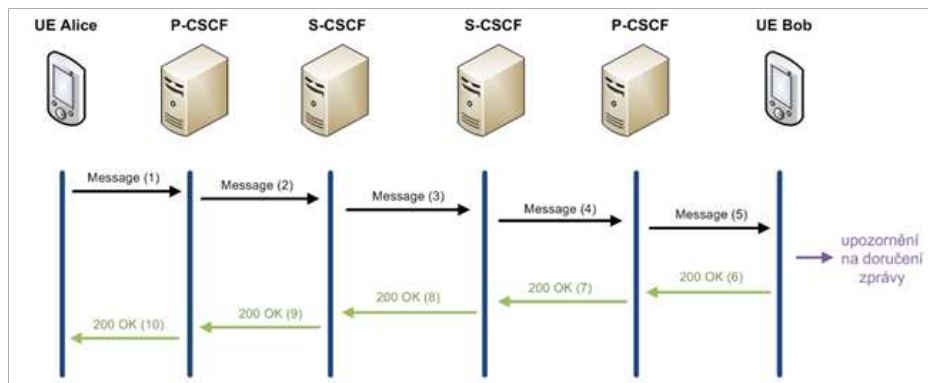 UE Alice
P-CSCF
S-CSCF
S-CSCF
P-CSCF
UE Bob
Message (1)
Message (2)
Message (3)
Message (4)
Message (5)
upozornění
na doručení
zprávy
200 OK (6)
200 OK (7)
200 OK (8)
200 OK (9)
200 OK (10)